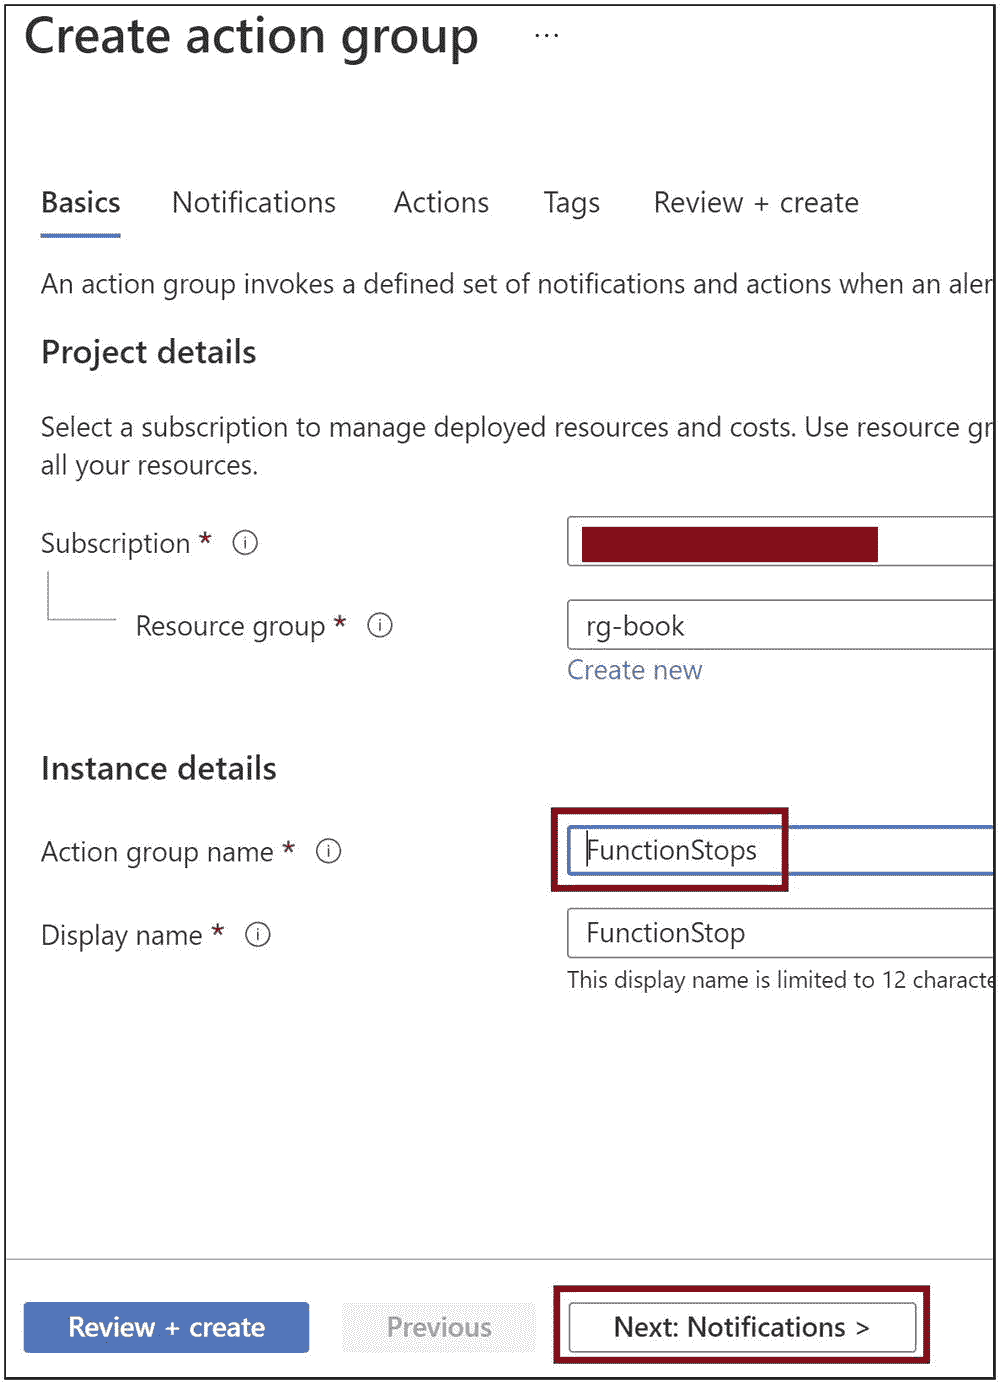 Create action group ...
Basics Notifications Actions Tags Review + create
An action group invokes a defined set of notifications and actions when an aler
Project details
Select a subscription to manage deployed resources and costs. Use resource gr
all your resources.
Subscription *
Resource group * rg-book
Create new
Instance details
Action group name * FunctionStops
Display name * FunctionStop
This display name is limited to 12 characte
Review + create Previous Next: Notifications >